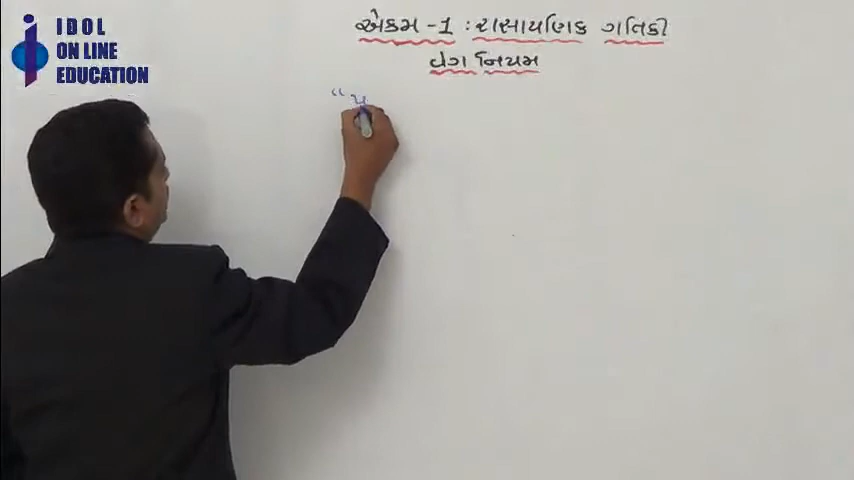 IDOL
ON LINE
EDUCATION
એકમ -1 : રાસાયણિક ગતિકી
વેગ નિયમ